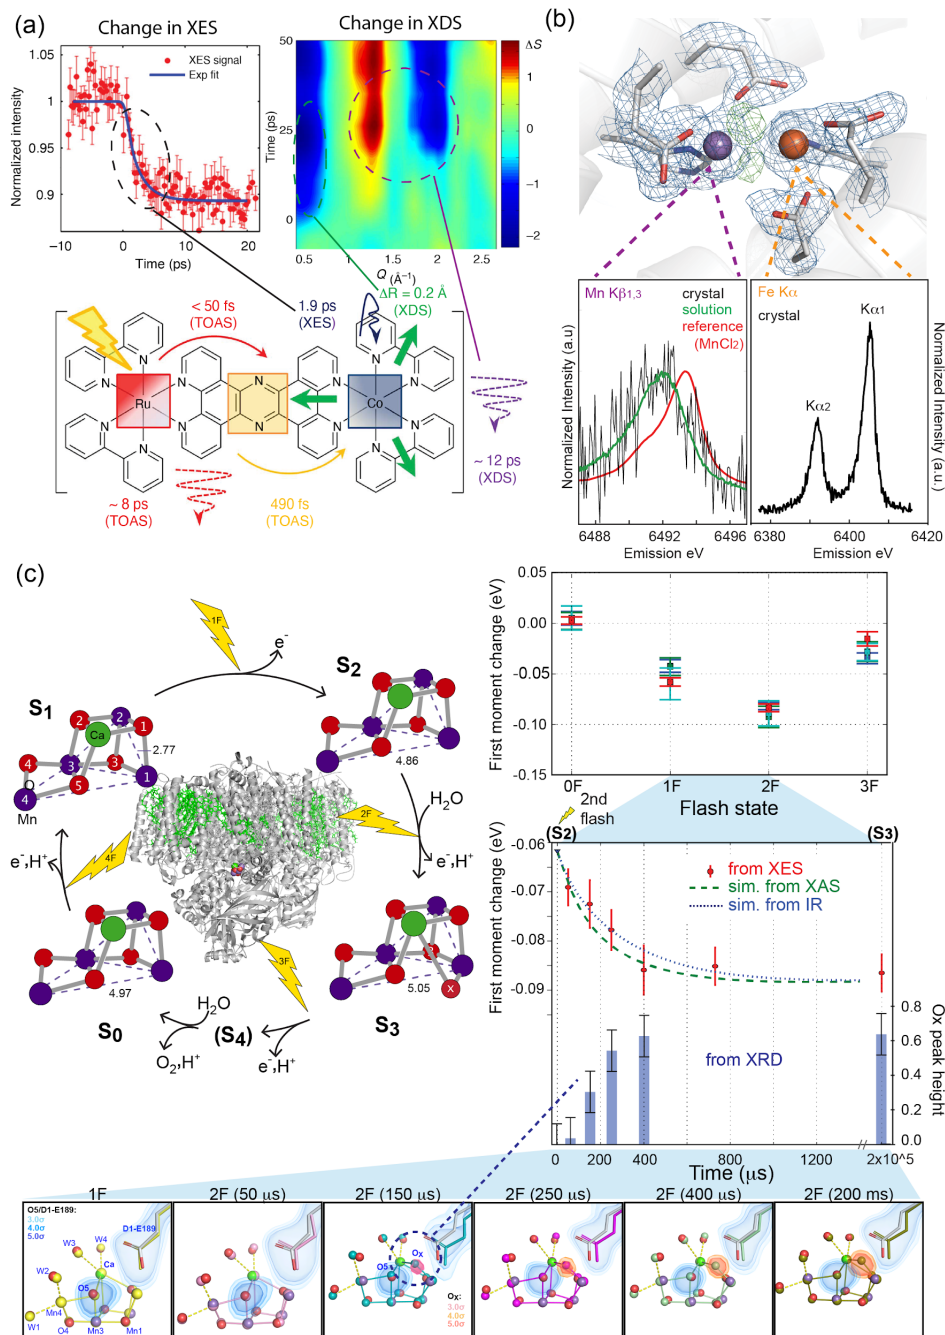 (a)
Change in XES
Normalized intensity
1.05
1
0.95
0.9
XES signal
Exp fit
−10
0
10
20
Time (ps)
Change in XDS
Time (ps)
50
25
0
0.5
1
1.5
2
2.5
Q (Å⁻¹)
ΔS
2
1
0
−1
−2
< 50 fs
(TOAS)
1.9 ps
(XES)
ΔR = 0.2 Å
(XDS)
N N N N N N N N N N
Ru
Co
N N N N
~ 8 ps
(TOAS)
490 fs
(TOAS)
~ 12 ps
(XDS)
(b)
Mn Kβ1,3
crystal
solution
reference
(MnCl2)
Normalized Intensity (a.u)
6488
6492
6496
Emission eV
Fe Kα
crystal
Kα1
Kα2
Normalized Intensity (a.u.)
6380
6400
6420
Emission eV
(c)
1F
e⁻
S1
2
2
1
Ca
4
3
3
2.77
5
1
O
4
Mn
S2
4.86
H2O
2F
e⁻,H⁺
S3
5.05
X
3F
e⁻,H⁺
(S4)
H2O
O2,H⁺
S0
4.97
4F
e⁻,H⁺
First moment change (eV)
0.05
0.00
-0.05
-0.10
-0.15
0F
1F
2F
3F
Flash state
2nd
flash
(S2)
(S3)
First moment change (eV)
-0.06
-0.07
-0.08
-0.09
from XES
sim. from XAS
sim. from IR
from XRD
Ox peak height
0.8
0.6
0.4
0.2
0.0
0
200
400
800
1200
2x10^5
Time (μs)
1F
2F (50 μs)
2F (150 μs)
2F (250 μs)
2F (400 μs)
2F (200 ms)
O5/D1-E189:
3.0σ
4.0σ
5.0σ
D1-E189
W4
W3
Ca
W2
O5
Mn4
W1
O4
Mn3
Mn1
Ox
O5
Ox:
3.0σ
4.0σ
5.0σ